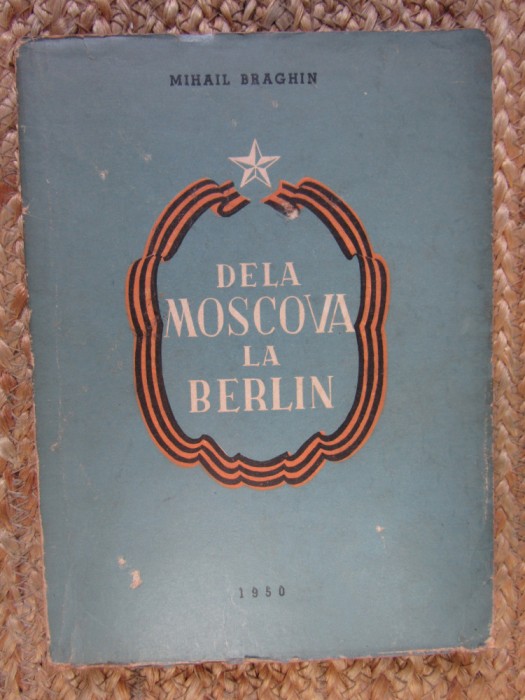 MIHAIL BRAGHIN
DELA
MOSCOVA
LA
BERLIN
1950